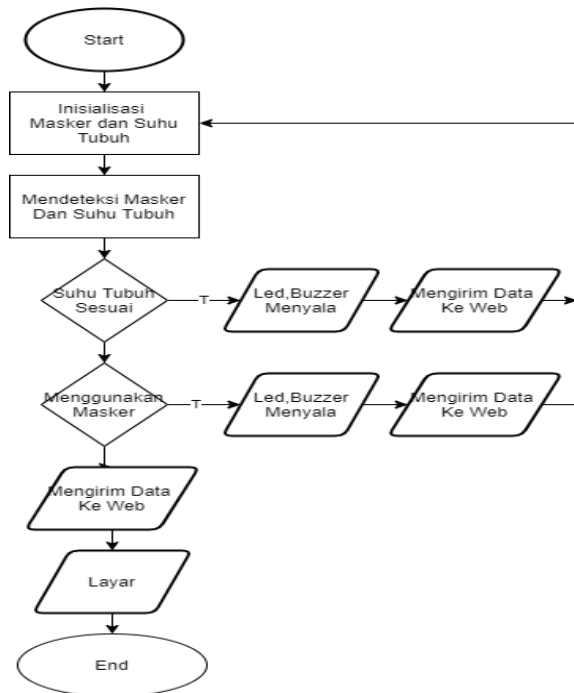 Start
Inisialisasi
Masker dan Suhu
Tubuh
Mendeteksi Masker
Dan Suhu Tubuh
Suhu Tubuh
Sesuai
T
Led,Buzzer
Menyala
Mengirim Data
Ke Web
Menggunakan
Masker
T
Led,Buzzer
Menyala
Mengirim Data
Ke Web
Mengirim Data
Ke Web
Layar
End